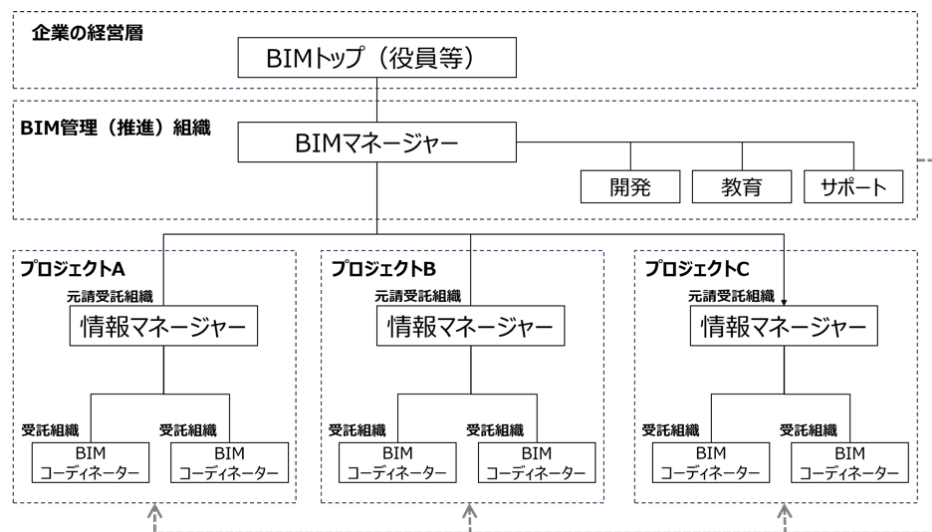 企業の経営層
BIMトップ（役員等）
BIM管理（推進）組織
BIMマネージャー
開発
教育
サポート
プロジェクトA
元請受託組織
情報マネージャー
受託組織
BIM
コーディネーター
受託組織
BIM
コーディネーター
プロジェクトB
元請受託組織
情報マネージャー
受託組織
BIM
コーディネーター
受託組織
BIM
コーディネーター
プロジェクトC
元請受託組織
情報マネージャー
受託組織
BIM
コーディネーター
受託組織
BIM
コーディネーター